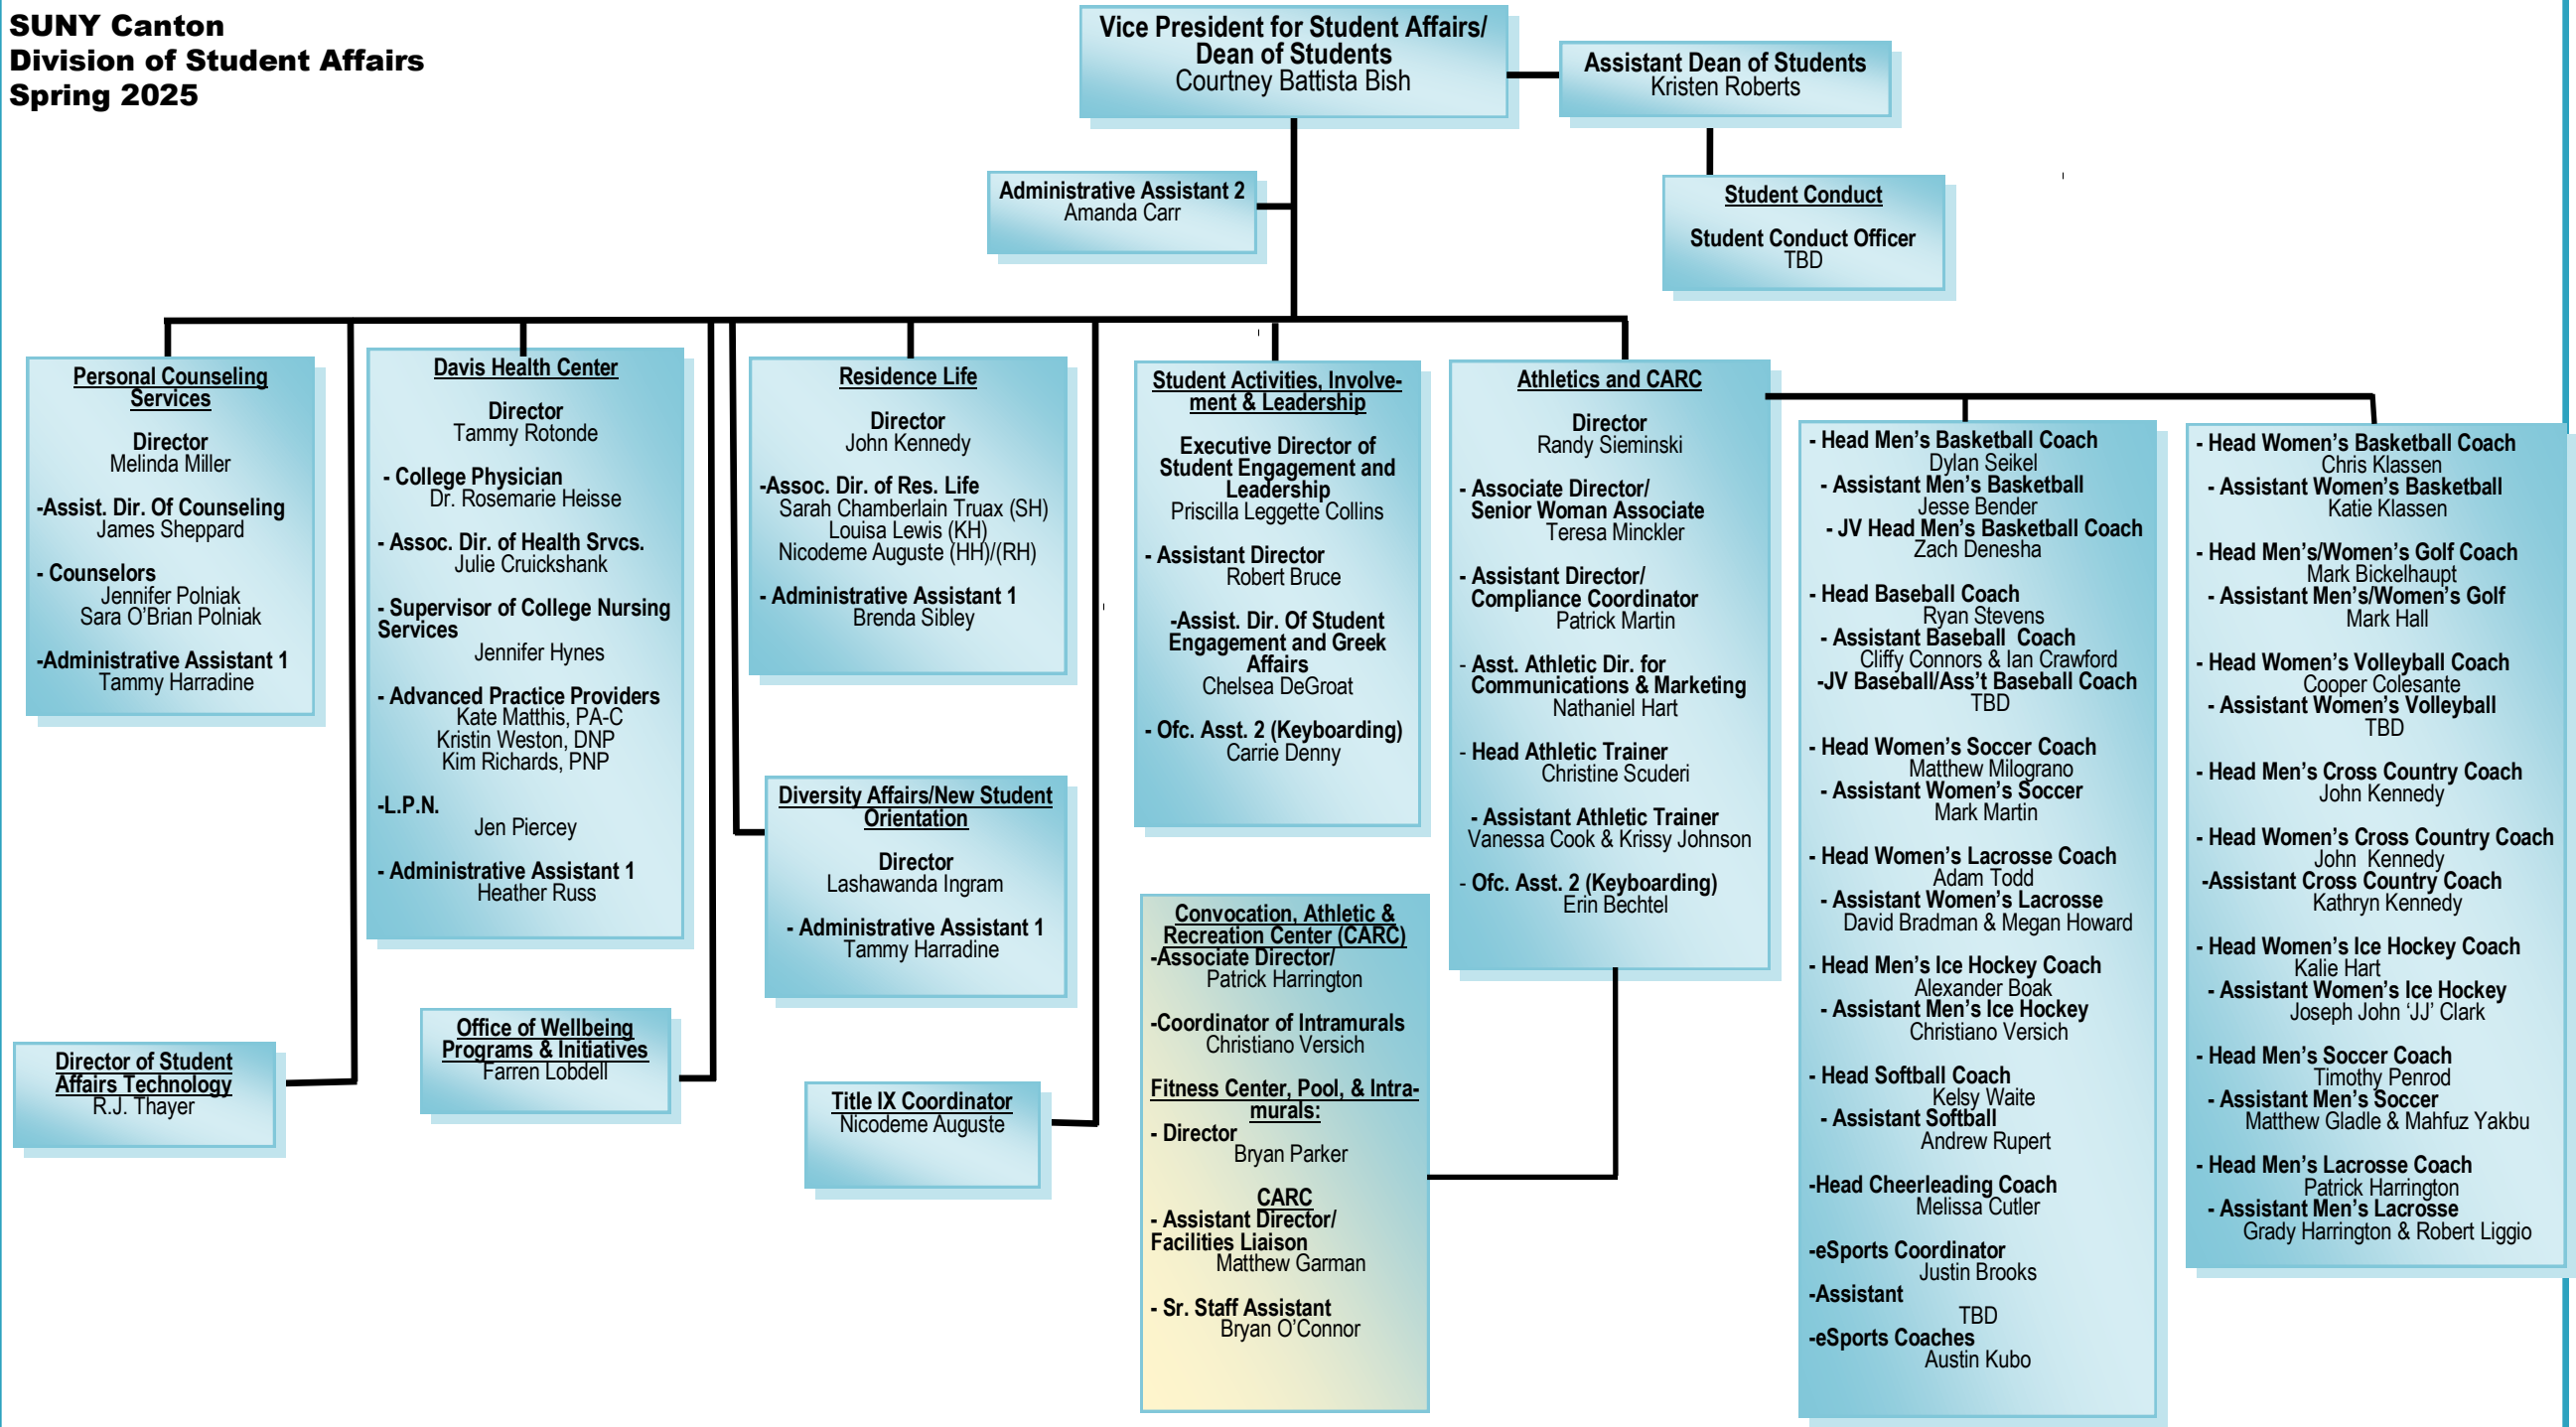 SUNY Canton
Division of Student Affairs
Spring 2025
Vice President for Student Affairs/
Dean of Students
Courtney Battista Bish
Assistant Dean of Students
Kristen Roberts
Administrative Assistant 2
Amanda Carr
Student Conduct
Student Conduct Officer
TBD
Personal Counseling
Services
Director
Melinda Miller
-Assist. Dir. Of Counseling
James Sheppard
- Counselors
Jennifer Polniak
Sara O'Brian Polniak
-Administrative Assistant 1
Tammy Harradine
Director of Student
Affairs Technology
R.J. Thayer
Davis Health Center
Director
Tammy Rotonde
- College Physician
Dr. Rosemarie Heisse
- Assoc. Dir. of Health Srvcs.
Julie Cruickshank
- Supervisor of College Nursing
Services
Jennifer Hynes
- Advanced Practice Providers
Kate Matthis, PA-C
Kristin Weston, DNP
Kim Richards, PNP
-L.P.N.
Jen Piercey
- Administrative Assistant 1
Heather Russ
Office of Wellbeing
Programs & Initiatives
Farren Lobdell
Residence Life
Director
John Kennedy
-Assoc. Dir. of Res. Life
Sarah Chamberlain Truax (SH)
Louisa Lewis (KH)
Nicodeme Auguste (HH)/(RH)
- Administrative Assistant 1
Brenda Sibley
Diversity Affairs/New Student
Orientation
Director
Lashawanda Ingram
- Administrative Assistant 1
Tammy Harradine
Title IX Coordinator
Nicodeme Auguste
Student Activities, Involve-
ment & Leadership
Executive Director of
Student Engagement and
Leadership
Priscilla Leggette Collins
- Assistant Director
Robert Bruce
-Assist. Dir. Of Student
Engagement and Greek
Affairs
Chelsea DeGroat
- Ofc. Asst. 2 (Keyboarding)
Carrie Denny
Convocation, Athletic &
Recreation Center (CARC)
-Associate Director/
Patrick Harrington
-Coordinator of Intramurals
Christiano Versich
Fitness Center, Pool, & Intra-
murals:
- Director
Bryan Parker
CARC
- Assistant Director/
Facilities Liaison
Matthew Garman
- Sr. Staff Assistant
Bryan O'Connor
Athletics and CARC
Director
Randy Sieminski
- Associate Director/
Senior Woman Associate
Teresa Minckler
- Assistant Director/
Compliance Coordinator
Patrick Martin
- Asst. Athletic Dir. for
Communications & Marketing
Nathaniel Hart
- Head Athletic Trainer
Christine Scuderi
- Assistant Athletic Trainer
Vanessa Cook & Krissy Johnson
- Ofc. Asst. 2 (Keyboarding)
Erin Bechtel
- Head Men's Basketball Coach
Dylan Seikel
- Assistant Men's Basketball
Jesse Bender
- JV Head Men's Basketball Coach
Zach Denesha
- Head Baseball Coach
Ryan Stevens
- Assistant Baseball Coach
Cliffy Connors & Ian Crawford
-JV Baseball/Ass't Baseball Coach
TBD
- Head Women's Soccer Coach
Matthew Milograno
- Assistant Women's Soccer
Mark Martin
- Head Women's Lacrosse Coach
Adam Todd
- Assistant Women's Lacrosse
David Bradman & Megan Howard
- Head Men's Ice Hockey Coach
Alexander Boak
- Assistant Men's Ice Hockey
Christiano Versich
- Head Softball Coach
Kelsy Waite
- Assistant Softball
Andrew Rupert
-Head Cheerleading Coach
Melissa Cutler
-eSports Coordinator
Justin Brooks
-Assistant
TBD
-eSports Coaches
Austin Kubo
- Head Women's Basketball Coach
Chris Klassen
- Assistant Women's Basketball
Katie Klassen
- Head Men's/Women's Golf Coach
Mark Bickelhaupt
- Assistant Men's/Women's Golf
Mark Hall
- Head Women's Volleyball Coach
Cooper Colesante
- Assistant Women's Volleyball
TBD
- Head Men's Cross Country Coach
John Kennedy
- Head Women's Cross Country Coach
John Kennedy
-Assistant Cross Country Coach
Kathryn Kennedy
- Head Women's Ice Hockey Coach
Kalie Hart
- Assistant Women's Ice Hockey
Joseph John 'JJ' Clark
- Head Men's Soccer Coach
Timothy Penrod
- Assistant Men's Soccer
Matthew Gladle & Mahfuz Yakbu
- Head Men's Lacrosse Coach
Patrick Harrington
- Assistant Men's Lacrosse
Grady Harrington & Robert Liggio